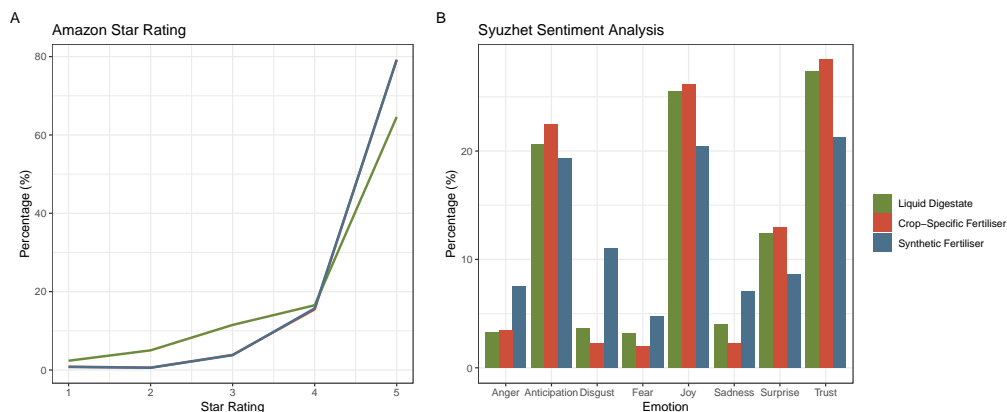 A
Amazon Star Rating
80
60
40
20
0
Percentage (%)
1 2 3 4 5
Star Rating
B
Syuzhet Sentiment Analysis
20
10
0
Percentage (%)
Anger Anticipation Disgust Fear Joy Sadness Surprise Trust
Emotion
Liquid Digestate
Crop−Specific Fertiliser
Synthetic Fertiliser